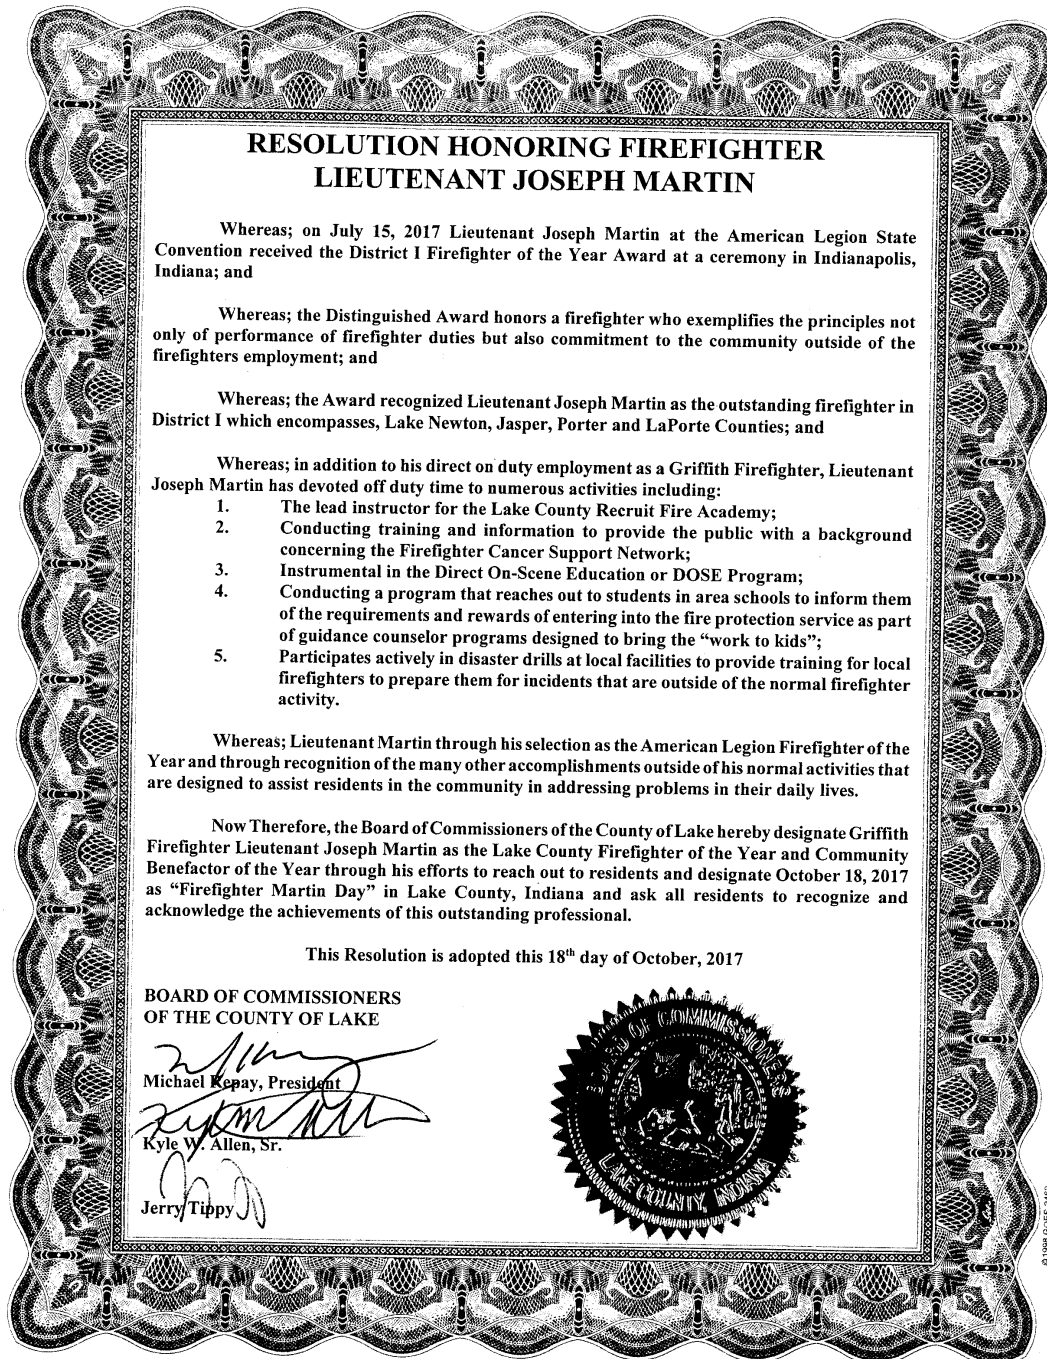 RESOLUTION HONORING FIREFIGHTER
LIEUTENANT JOSEPH MARTIN
Whereas; on July 15, 2017 Lieutenant Joseph Martin at the American Legion State
Convention received the District I Firefighter of the Year Award at a ceremony in Indianapolis,
Indiana; and
Whereas; the Distinguished Award honors a firefighter who exemplifies the principles not
only of performance of firefighter duties but also commitment to the community outside of the
firefighters employment; and
Whereas; the Award recognized Lieutenant Joseph Martin as the outstanding firefighter in
District I which encompasses, Lake Newton, Jasper, Porter and LaPorte Counties; and
Whereas; in addition to his direct on duty employment as a Griffith Firefighter, Lieutenant
Joseph Martin has devoted off duty time to numerous activities including:
1. The lead instructor for the Lake County Recruit Fire Academy;
2. Conducting training and information to provide the public with a background
concerning the Firefighter Cancer Support Network;
3. Instrumental in the Direct On-Scene Education or DOSE Program;
4. Conducting a program that reaches out to students in area schools to inform them
of the requirements and rewards of entering into the fire protection service as part
of guidance counselor programs designed to bring the “work to kids”;
5. Participates actively in disaster drills at local facilities to provide training for local
firefighters to prepare them for incidents that are outside of the normal firefighter
activity.
Whereas; Lieutenant Martin through his selection as the American Legion Firefighter of the
Year and through recognition of the many other accomplishments outside of his normal activities that
are designed to assist residents in the community in addressing problems in their daily lives.
Now Therefore, the Board of Commissioners of the County of Lake hereby designate Griffith
Firefighter Lieutenant Joseph Martin as the Lake County Firefighter of the Year and Community
Benefactor of the Year through his efforts to reach out to residents and designate October 18, 2017
as “Firefighter Martin Day” in Lake County, Indiana and ask all residents to recognize and
acknowledge the achievements of this outstanding professional.
This Resolution is adopted this 18th day of October, 2017
BOARD OF COMMISSIONERS
OF THE COUNTY OF LAKE
Michael Repay, President
Kyle W. Allen, Sr.
Jerry Tippy
BOARD OF COMMISSIONERS
LAKE COUNTY, INDIANA